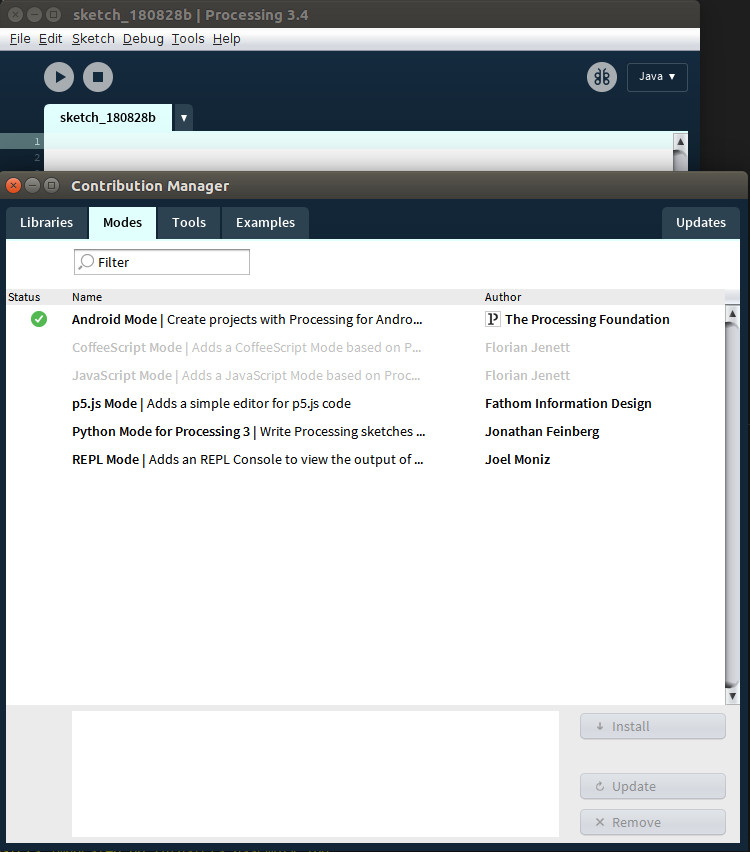 sketch_180828b | Processing 3.4
File Edit Sketch Debug Tools Help
Java
sketch_180828b
1
2
Contribution Manager
Libraries Modes Tools Examples Updates
Filter
Status Name Author
Android Mode | Create projects with Processing for Andro... The Processing Foundation
CoffeeScript Mode | Adds a CoffeeScript Mode based on P... Florian Jenett
JavaScript Mode | Adds a JavaScript Mode based on Proc... Florian Jenett
p5.js Mode | Adds a simple editor for p5.js code Fathom Information Design
Python Mode for Processing 3 | Write Processing sketches ... Jonathan Feinberg
REPL Mode | Adds an REPL Console to view the output of ... Joel Moniz
Install
Update
Remove